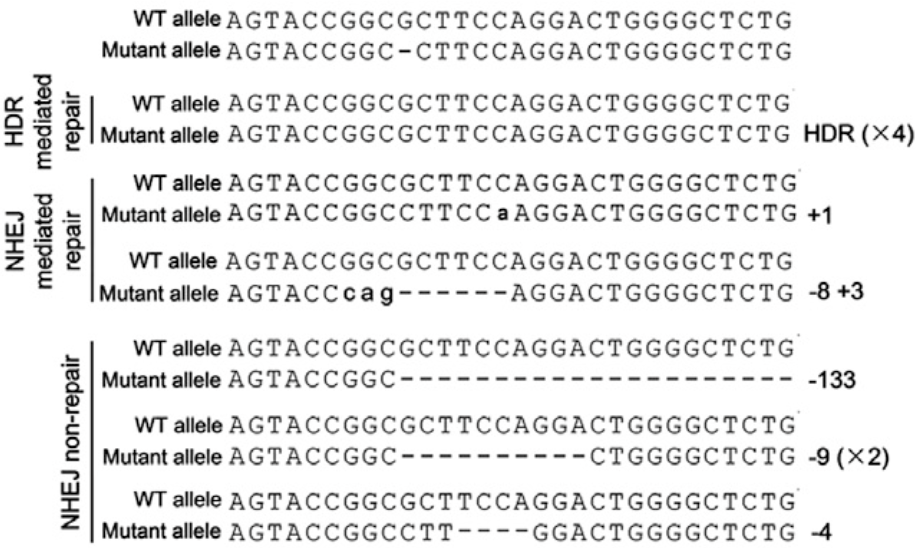 WT allele AGTACCGGCGCTTCCAGGACTGGGGCTCTG
Mutant allele AGTACCGGC-CTTCCAGGACTGGGGCTCTG
HDR
mediated
repair
WT allele AGTACCGGCGCTTCCAGGACTGGGGCTCTG
Mutant allele AGTACCGGCGCTTCCAGGACTGGGGCTCTG HDR (×4)
NHEJ
mediated
repair
WT allele AGTACCGGCGCTTCCAGGACTGGGGCTCTG
Mutant allele AGTACCGGCCTTCCaAGGACTGGGGCTCTG +1
WT allele AGTACCGGCGCTTCCAGGACTGGGGCTCTG
Mutant allele AGTACCcag------AGGACTGGGGCTCTG -8 +3
NHEJ non-repair
WT allele AGTACCGGCGCTTCCAGGACTGGGGCTCTG
Mutant allele AGTACCGGC--------------------- -133
WT allele AGTACCGGCGCTTCCAGGACTGGGGCTCTG
Mutant allele AGTACCGGC----------CTGGGGCTCTG -9 (×2)
WT allele AGTACCGGCGCTTCCAGGACTGGGGCTCTG
Mutant allele AGTACCGGCCTT----GGACTGGGGCTCTG -4